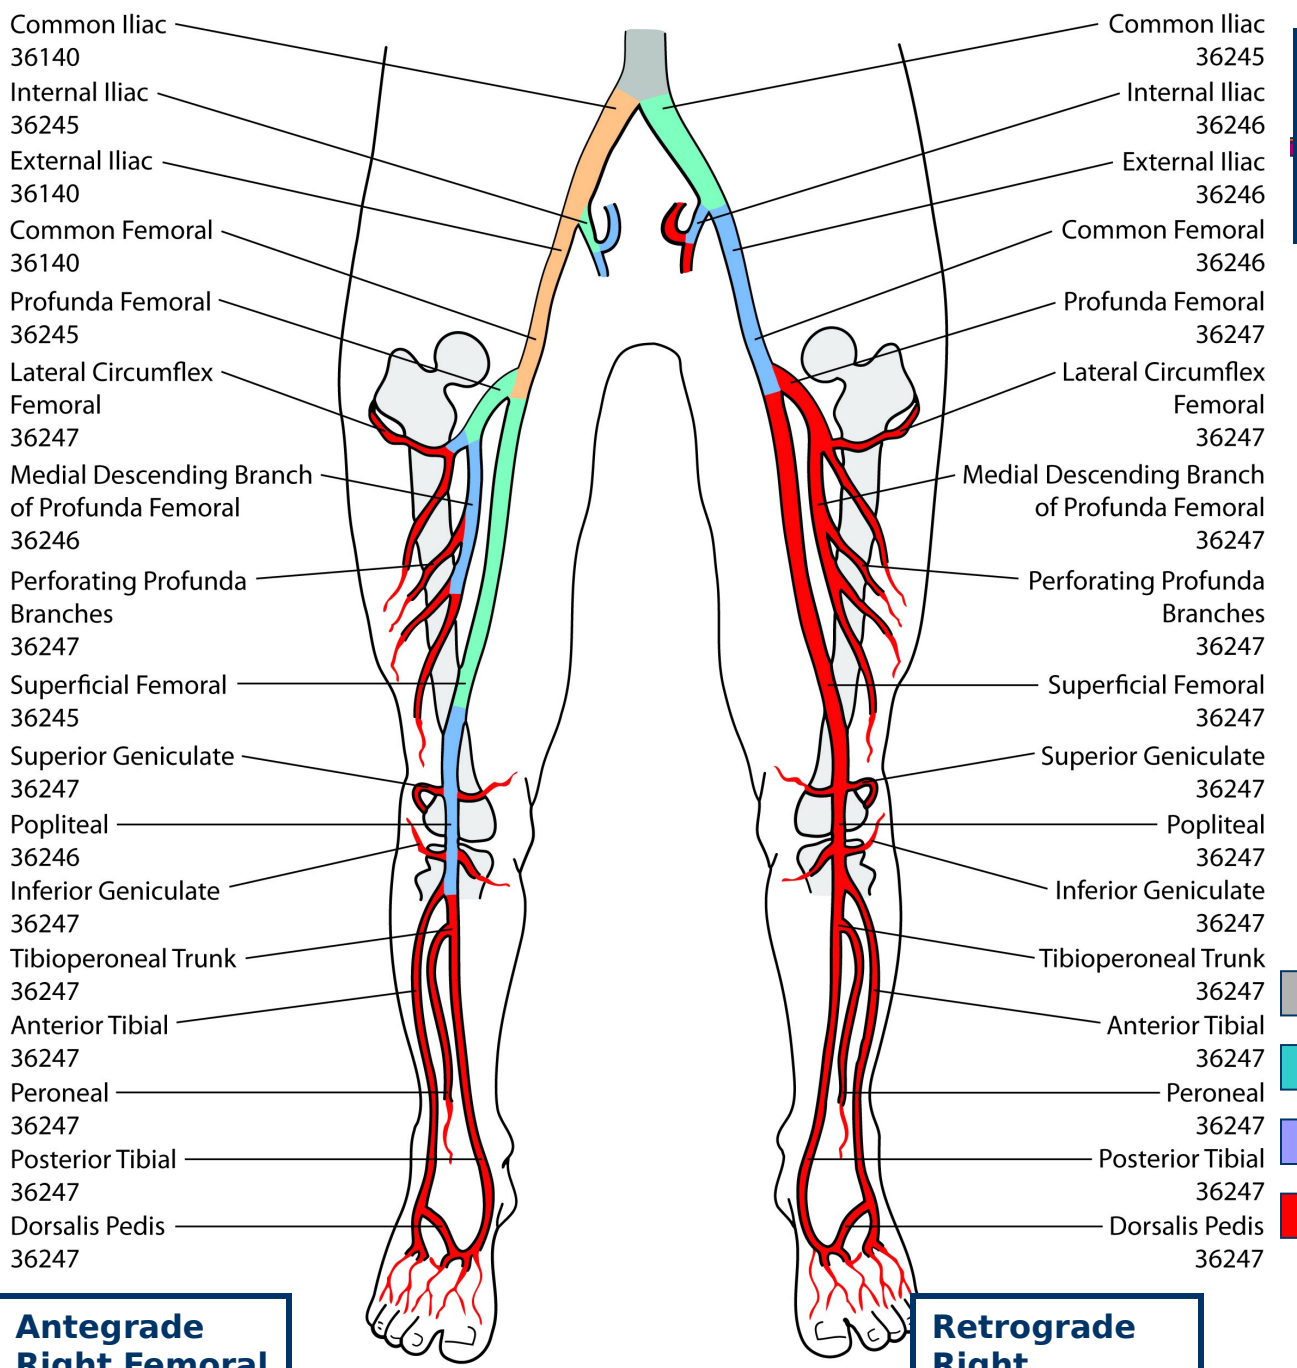 Common Iliac
36140
Internal Iliac
36245
External Iliac
36140
Common Femoral
36140
Profunda Femoral
36245
Lateral Circumflex
Femoral
36247
Medial Descending Branch
of Profunda Femoral
36246
Perforating Profunda
Branches
36247
Superficial Femoral
36245
Superior Geniculate
36247
Popliteal
36246
Inferior Geniculate
36247
Tibioperoneal Trunk
36247
Anterior Tibial
36247
Peroneal
36247
Posterior Tibial
36247
Dorsalis Pedis
36247
Antegrade
Right Femoral
Common Iliac
36245
Internal Iliac
36246
External Iliac
36246
Common Femoral
36246
Profunda Femoral
36247
Lateral Circumflex
Femoral
36247
Medial Descending Branch
of Profunda Femoral
36247
Perforating Profunda
Branches
36247
Superficial Femoral
36247
Superior Geniculate
36247
Popliteal
36247
Inferior Geniculate
36247
Tibioperoneal Trunk
36247
Anterior Tibial
36247
Peroneal
36247
Posterior Tibial
36247
Dorsalis Pedis
36247
Retrograde
Right